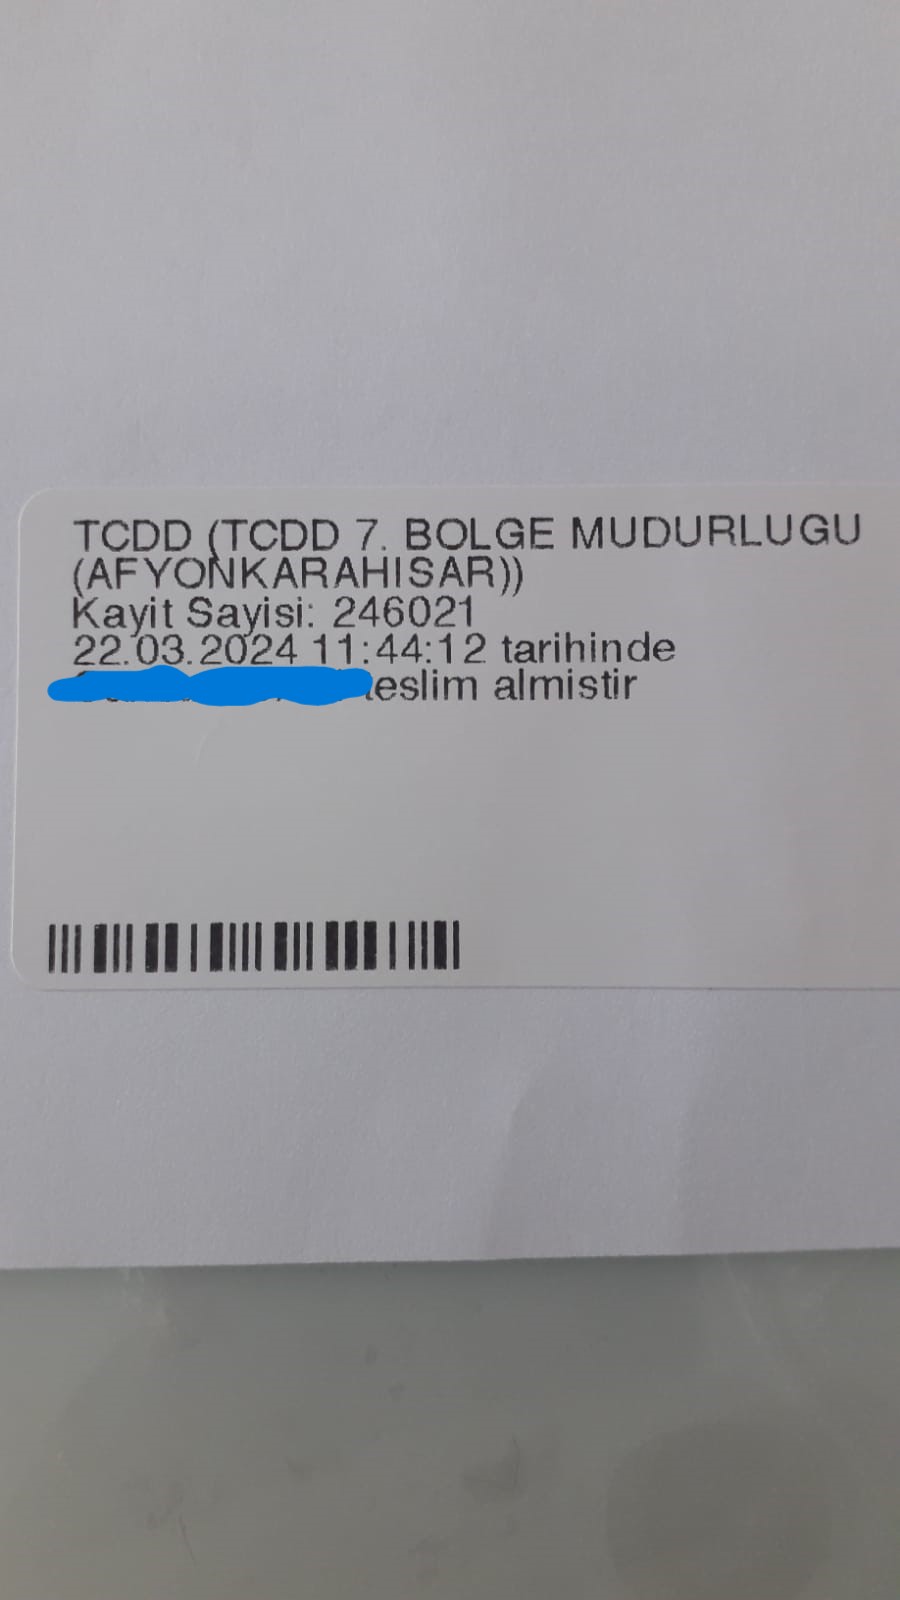 TCDD (TCDD 7. BOLGE MUDURLUGU
(AFYONKARAHISAR))
Kayit Sayisi: 246021
22.03.2024 11:44:12 tarihinde
teslim almistir